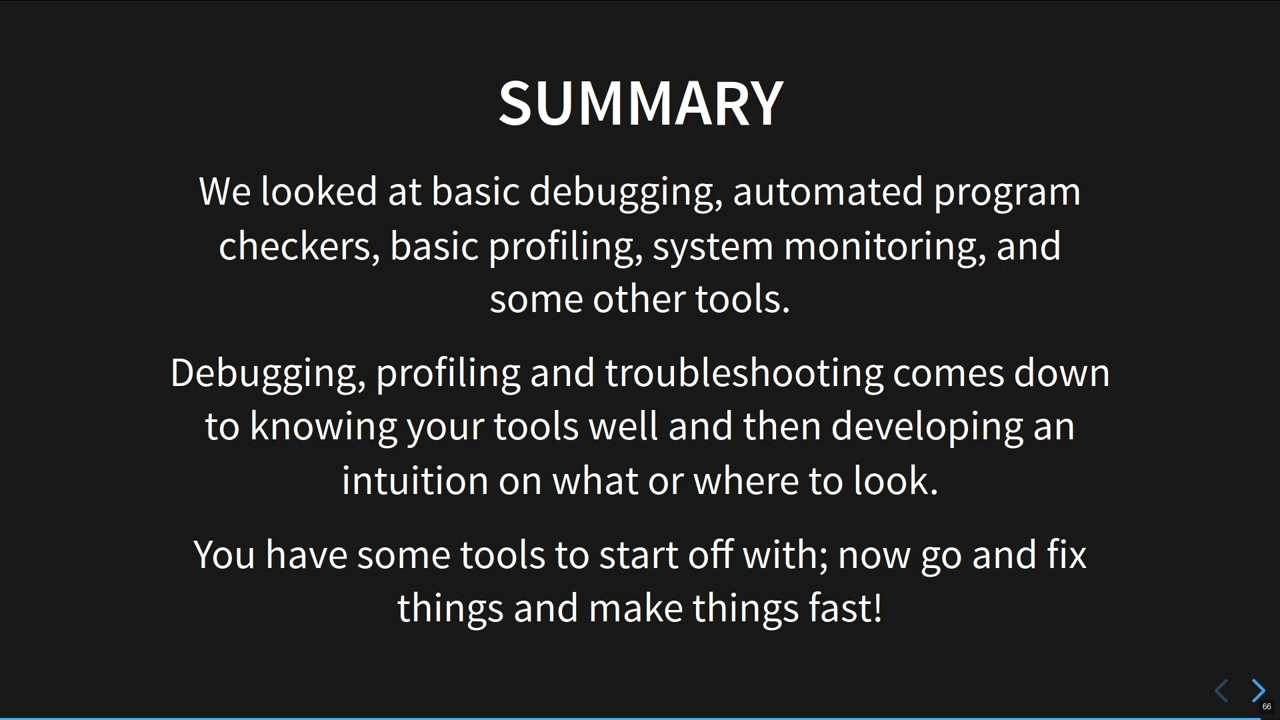 SUMMARY
We looked at basic debugging, automated program
checkers, basic profiling, system monitoring, and
some other tools.
Debugging, profiling and troubleshooting comes down
to knowing your tools well and then developing an
intuition on what or where to look.
You have some tools to start off with; now go and fix
things and make things fast!
66